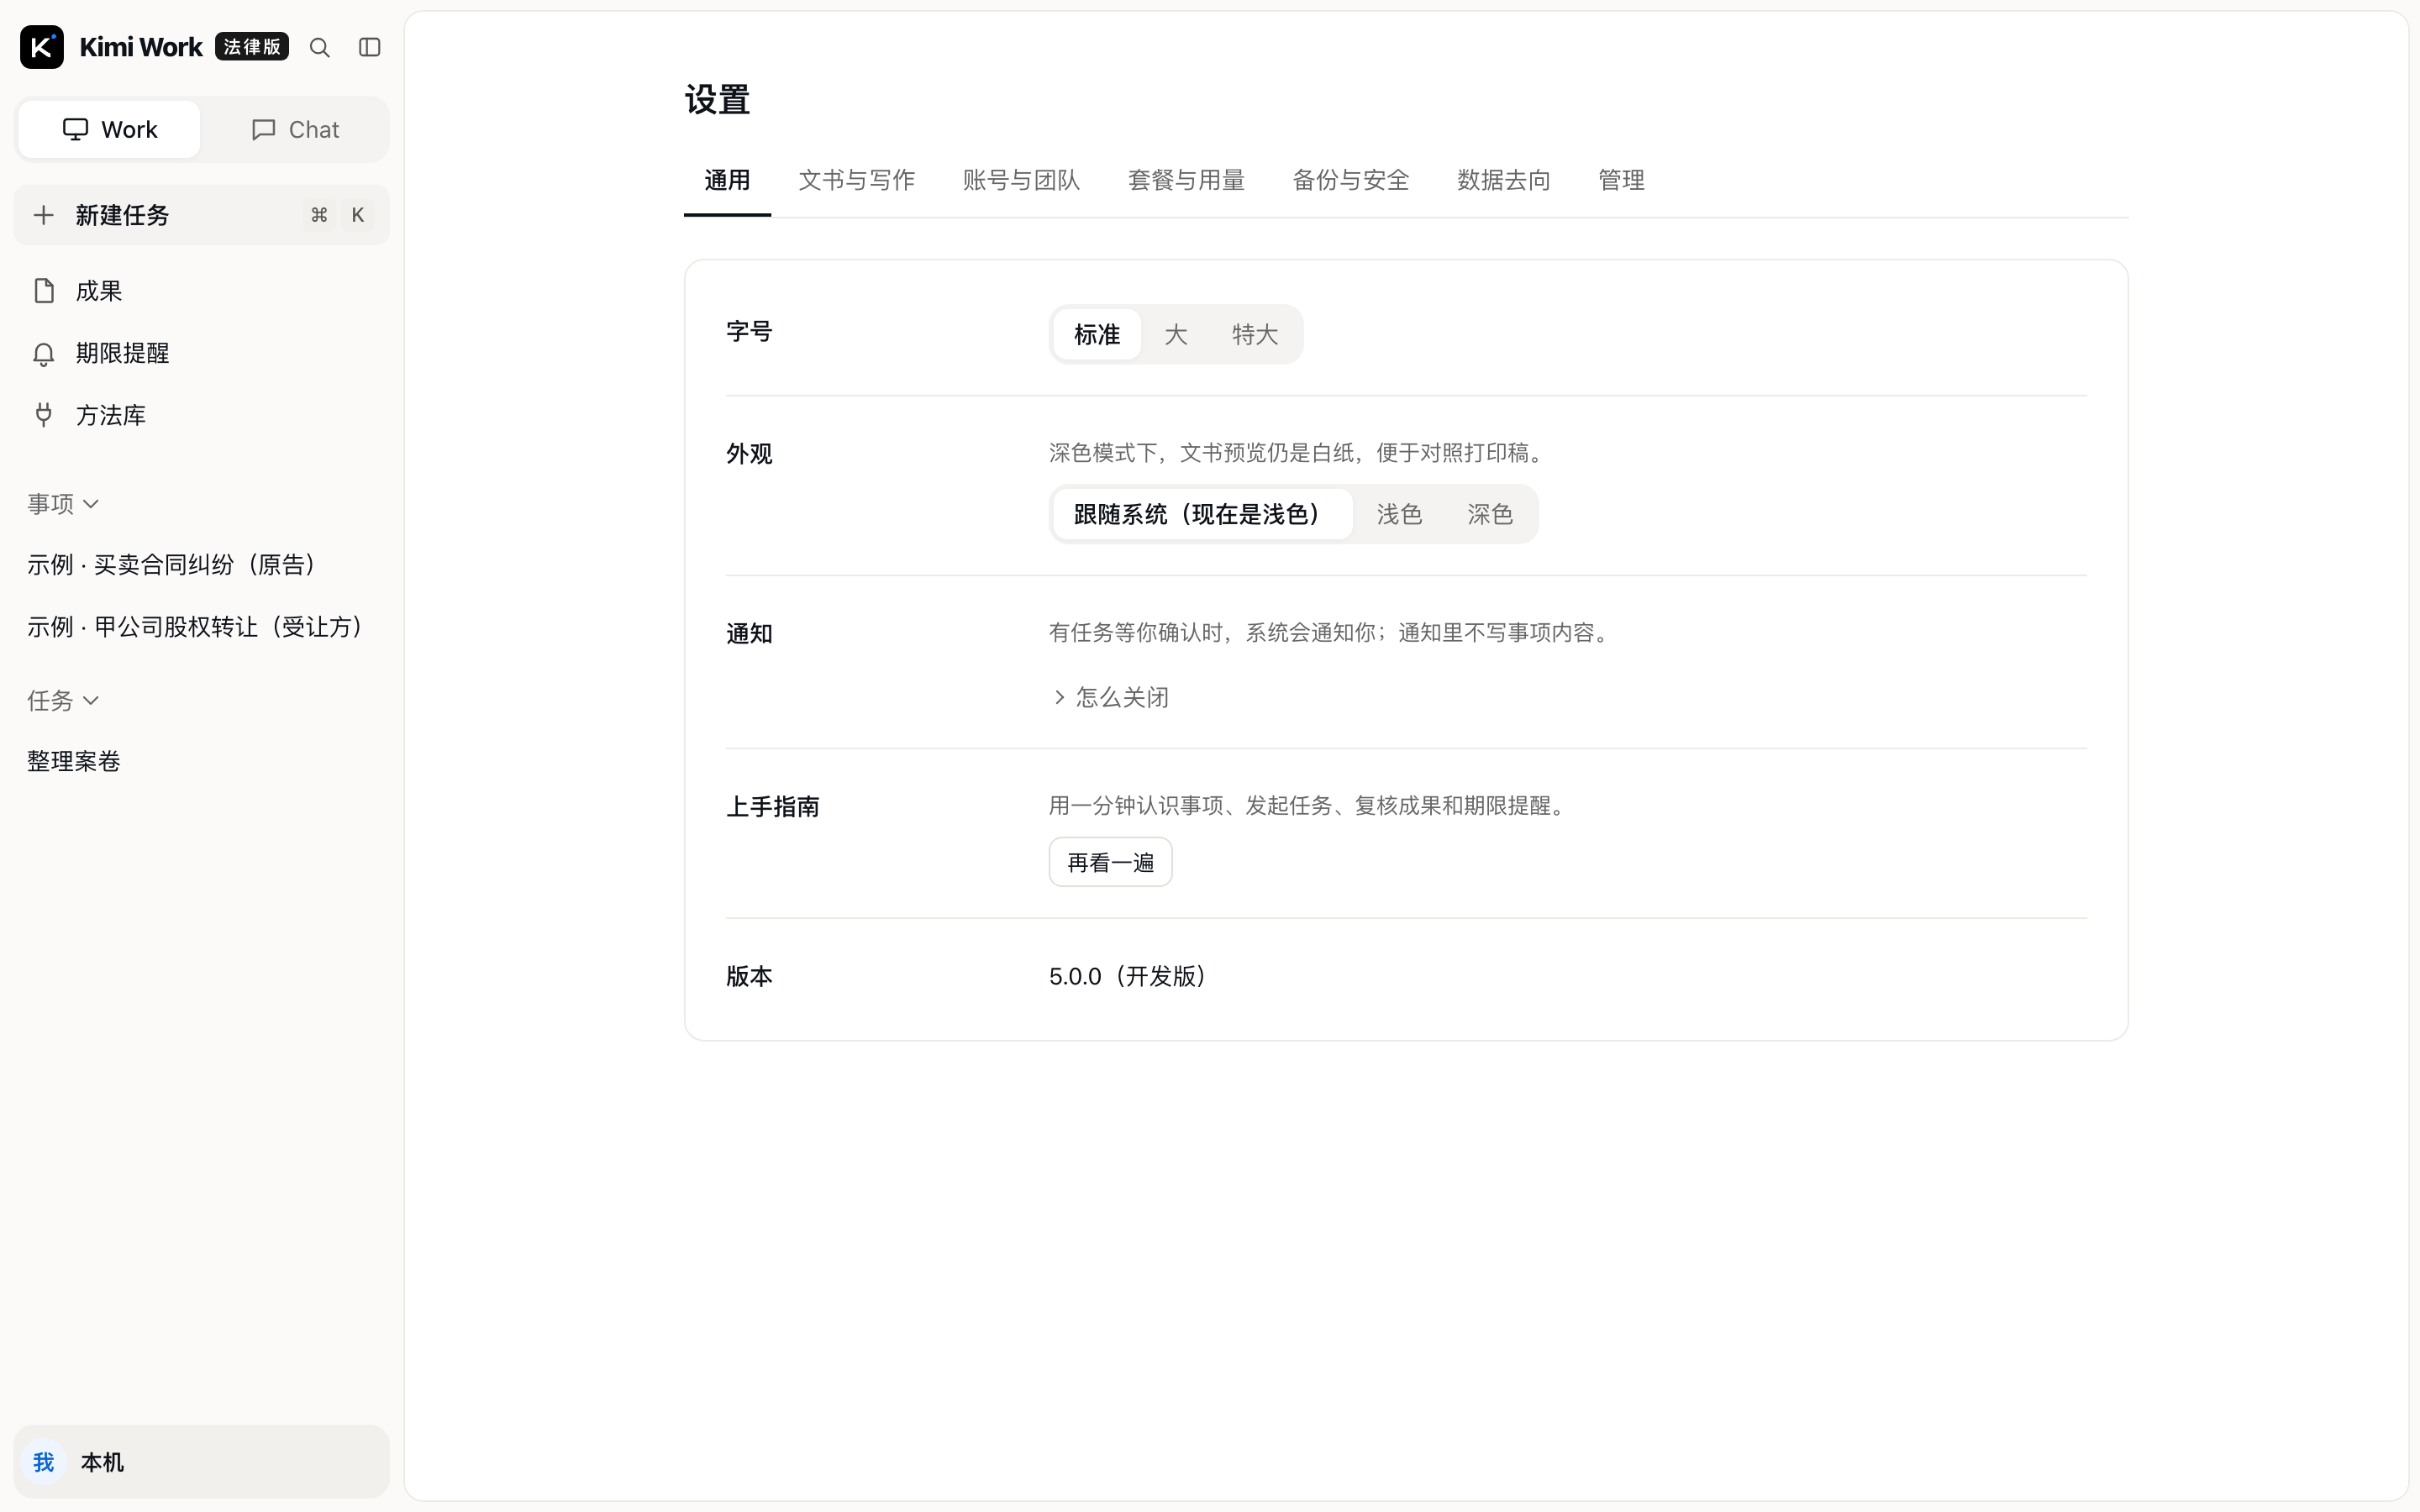 Kimi Work 法律版
Work Chat
新建任务 ⌘ K
成果
期限提醒
方法库
事项
示例 · 买卖合同纠纷（原告）
示例 · 甲公司股权转让（受让方）
任务
整理案卷
我 本机
设置
通用 文书与写作 账号与团队 套餐与用量 备份与安全 数据去向 管理
字号 标准 大 特大
外观 深色模式下，文书预览仍是白纸，便于对照打印稿。
跟随系统（现在是浅色） 浅色 深色
通知 有任务等你确认时，系统会通知你；通知里不写事项内容。
怎么关闭
上手指南 用一分钟认识事项、发起任务、复核成果和期限提醒。
再看一遍
版本 5.0.0（开发版）